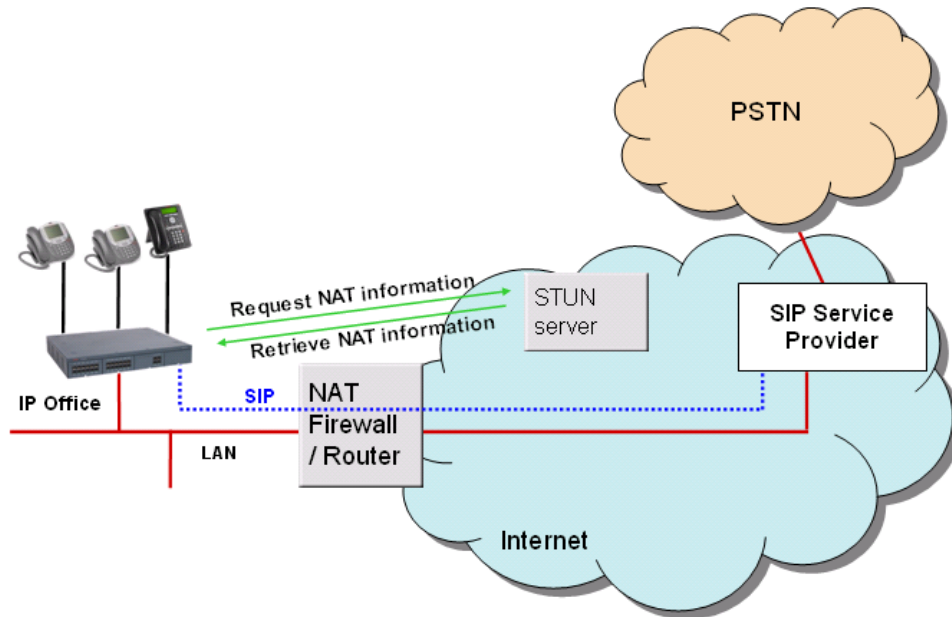 PSTN
Request NAT information
Retrieve NAT information
STUN
server
SIP Service
Provider
IP Office
SIP
NAT
Firewall
/ Router
LAN
Internet